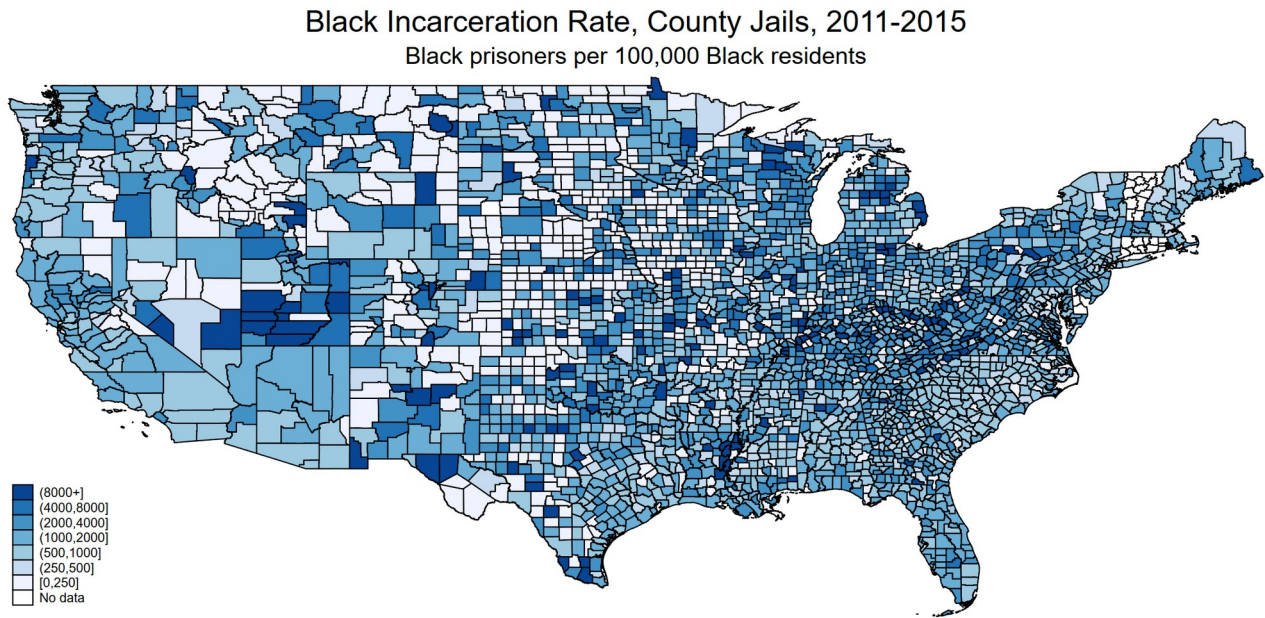 Black Incarceration Rate, County Jails, 2011-2015
Black prisoners per 100,000 Black residents
(8000+]
(4000,8000]
(2000,4000]
(1000,2000]
(500,1000]
(250,500]
[0,250]
No data